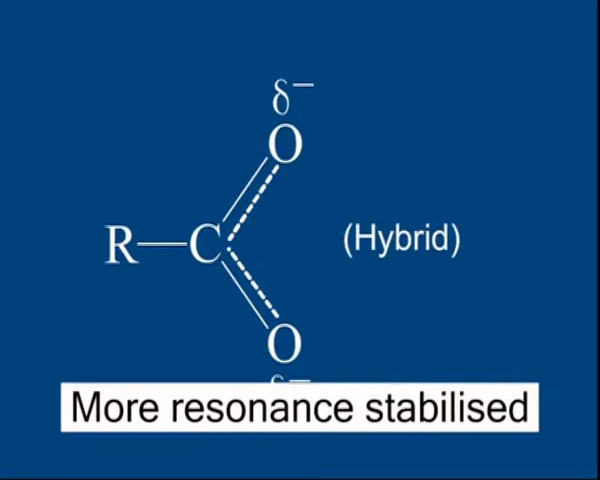 δ−
O
R—C (Hybrid)
O
δ−
More resonance stabilised